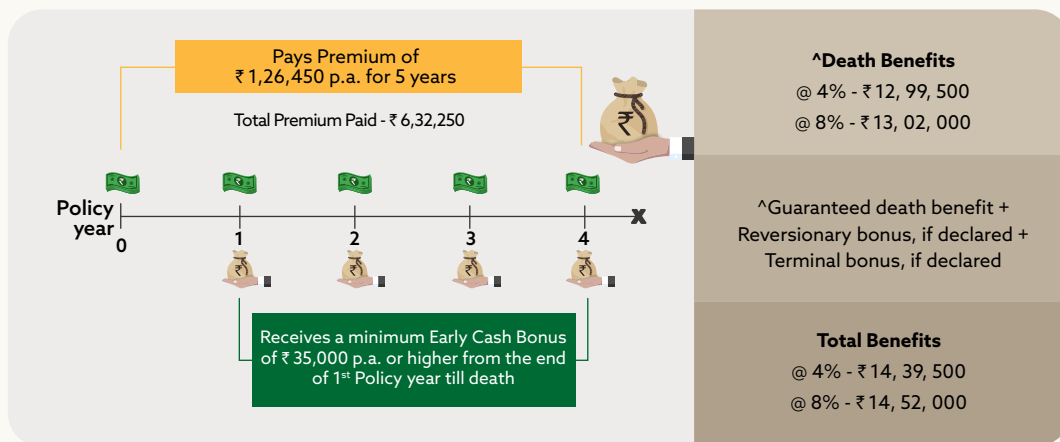 Pays Premium of
₹ 1,26,450 p.a. for 5 years
Total Premium Paid - ₹ 6,32,250
Policy
year
0
1
2
3
4
x
Receives a minimum Early Cash Bonus
of ₹ 35,000 p.a. or higher from the end
of 1st Policy year till death
^Death Benefits
@ 4% - ₹ 12, 99, 500
@ 8% - ₹ 13, 02, 000
^Guaranteed death benefit +
Reversionary bonus, if declared +
Terminal bonus, if declared
Total Benefits
@ 4% - ₹ 14, 39, 500
@ 8% - ₹ 14, 52, 000